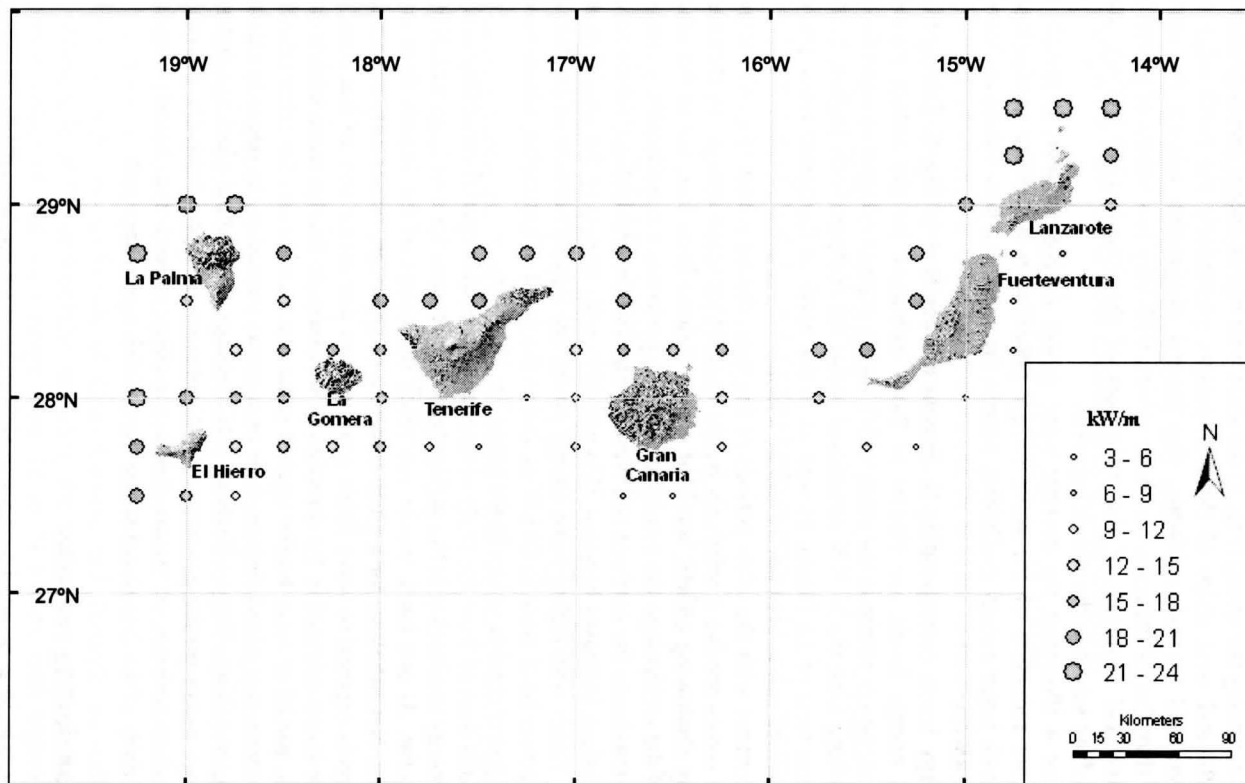 19ºW 18ºW 17ºW 16ºW 15ºW 14ºW
29ºN
Lanzarote
La Palma
Fuerteventura
28ºN
La
Gomera
Tenerife
El Hierro
Gran
Canaria
27ºN
kW/m
3 - 6
6 - 9
9 - 12
12 - 15
15 - 18
18 - 21
21 - 24
N
Kilometers
0 15 30 60 90